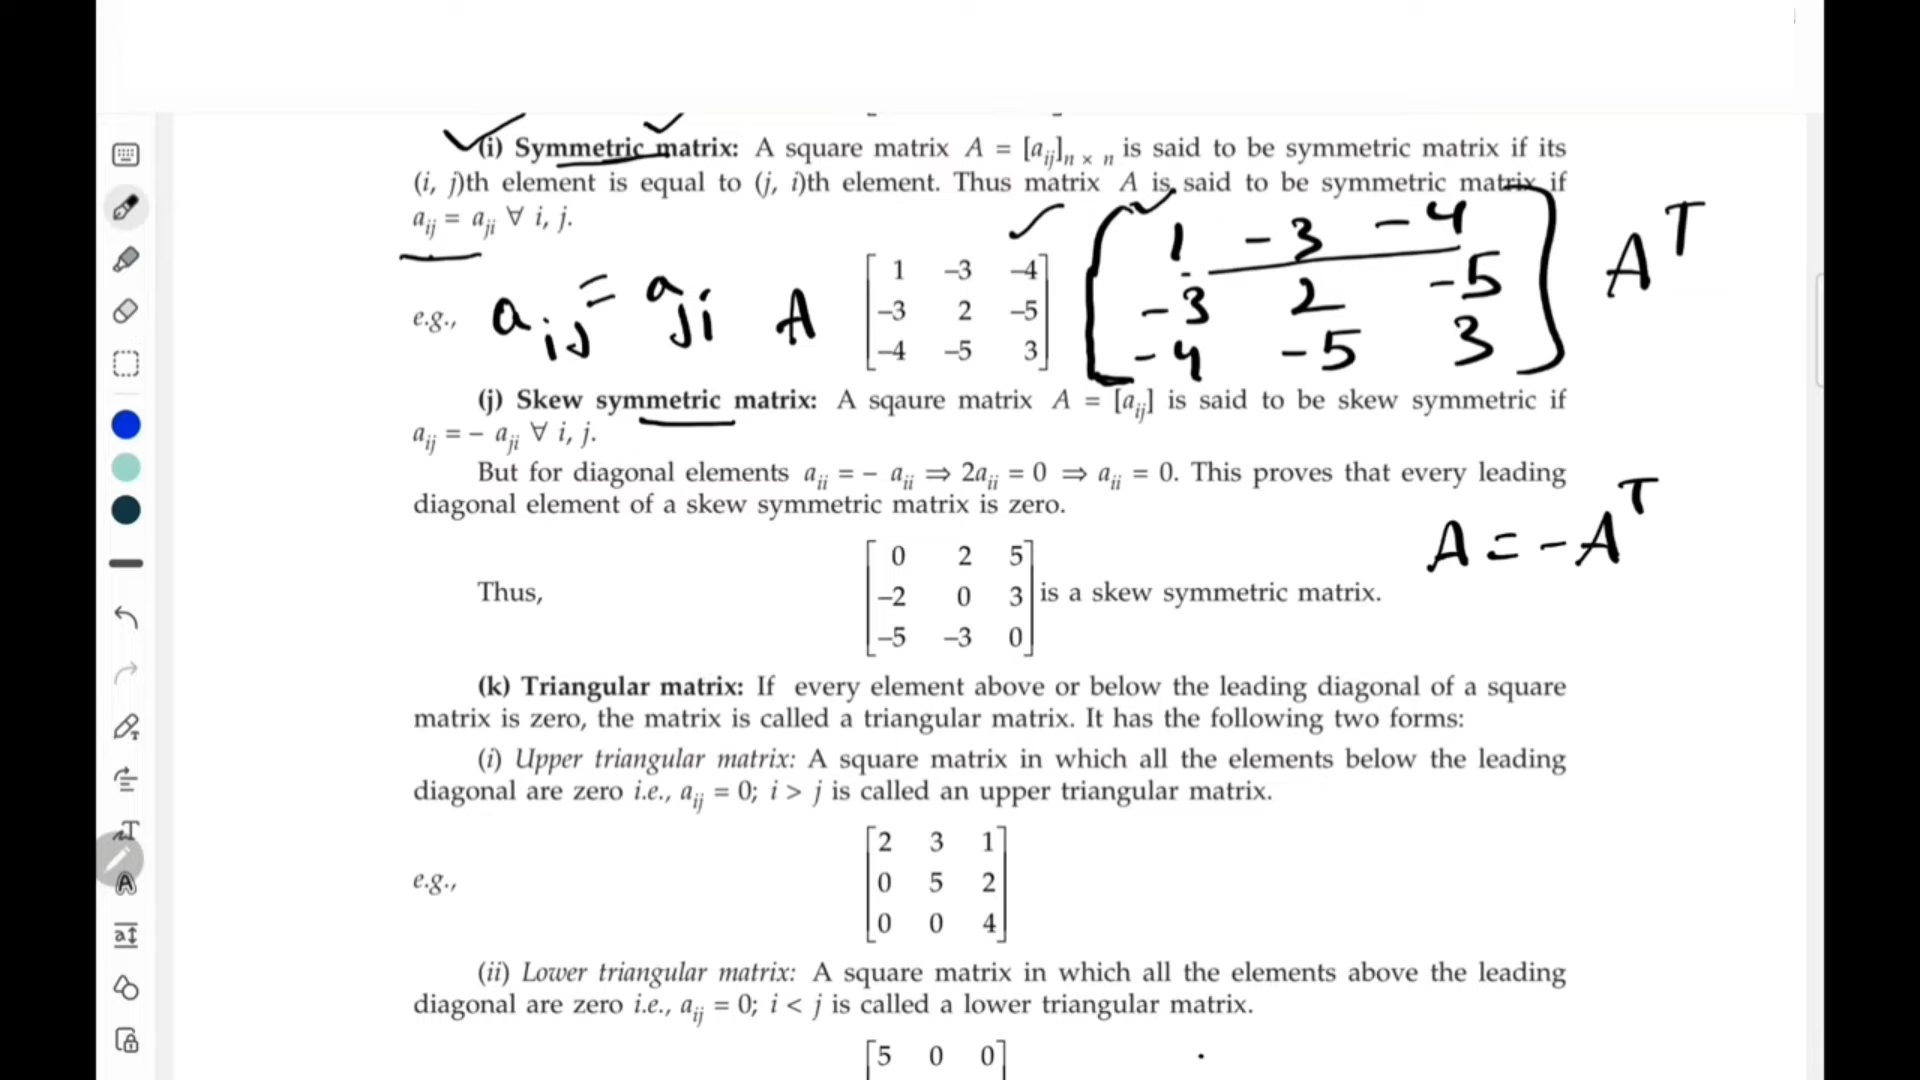 (i) Symmetric matrix: A square matrix A = [aij]n × n is said to be symmetric matrix if its
(i, j)th element is equal to (j, i)th element. Thus matrix A is said to be symmetric matrix if
aij = aji ∀ i, j.
1 -3 -4 A^T
-3 2 -5
-4 -5 3
e.g., aij = aji A
1 –3 –4
–3 2 –5
–4 –5 3
(j) Skew symmetric matrix: A sqaure matrix A = [aij] is said to be skew symmetric if
aij = – aji ∀ i, j.
But for diagonal elements aii = – aii ⇒ 2aii = 0 ⇒ aii = 0. This proves that every leading
diagonal element of a skew symmetric matrix is zero.
A = -A^T
0 2 5
Thus, –2 0 3 is a skew symmetric matrix.
–5 –3 0
(k) Triangular matrix: If every element above or below the leading diagonal of a square
matrix is zero, the matrix is called a triangular matrix. It has the following two forms:
(i) Upper triangular matrix: A square matrix in which all the elements below the leading
diagonal are zero i.e., aij = 0; i > j is called an upper triangular matrix.
2 3 1
e.g., 0 5 2
0 0 4
(ii) Lower triangular matrix: A square matrix in which all the elements above the leading
diagonal are zero i.e., aij = 0; i < j is called a lower triangular matrix.
5 0 0